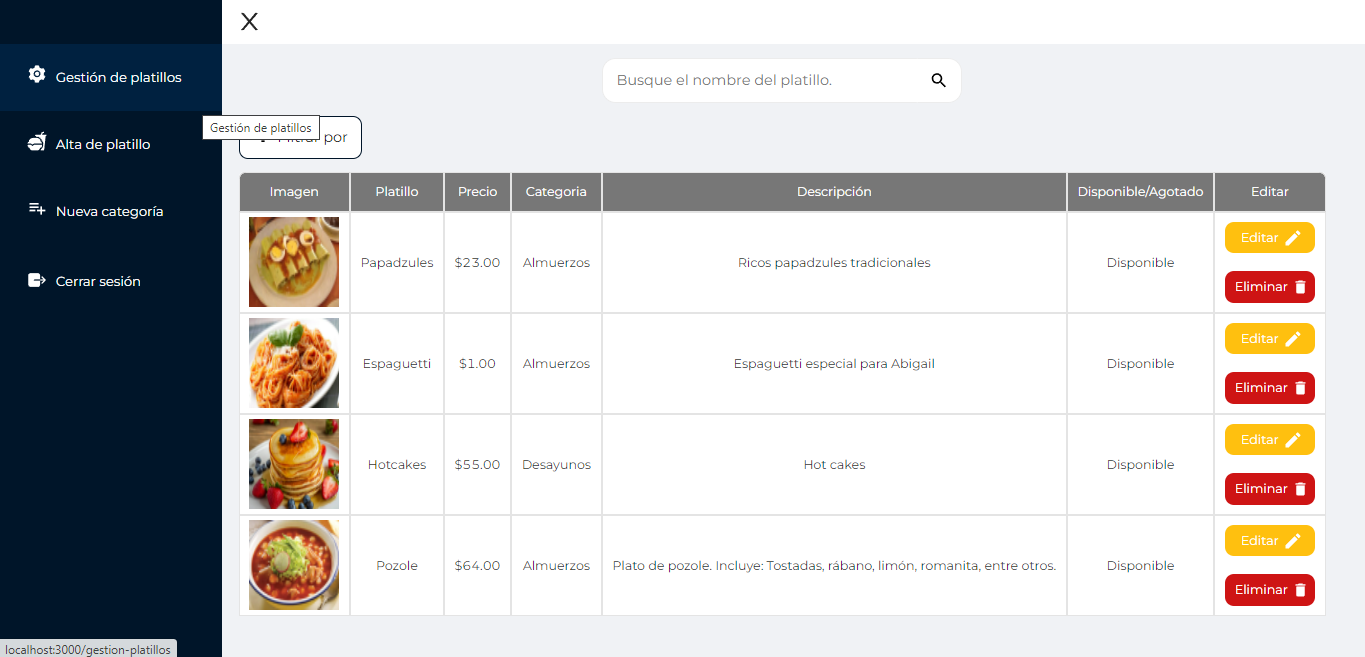 X
Gestión de platillos
Alta de platillo
Nueva categoría
Cerrar sesión
Busque el nombre del platillo.
Gestión de platillos
por
Imagen Platillo Precio Categoria Descripción Disponible/Agotado Editar
Papadzules $23.00 Almuerzos Ricos papadzules tradicionales Disponible Editar
Eliminar
Espaguetti $1.00 Almuerzos Espaguetti especial para Abigail Disponible Editar
Eliminar
Hotcakes $55.00 Desayunos Hot cakes Disponible Editar
Eliminar
Pozole $64.00 Almuerzos Plato de pozole. Incluye: Tostadas, rábano, limón, romanita, entre otros. Disponible Editar
Eliminar
localhost:3000/gestion-platillos